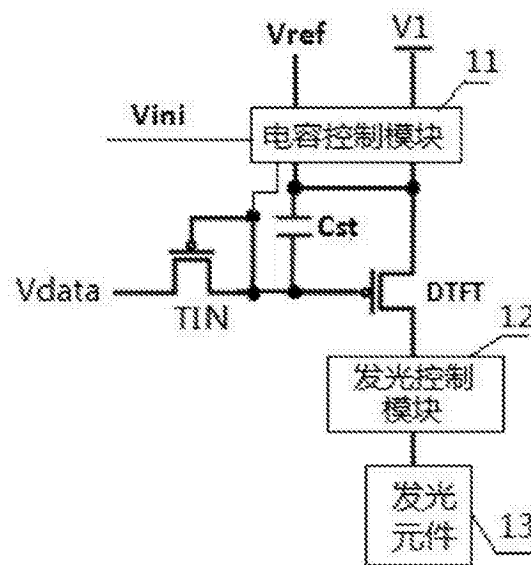 Vref
V1
11
Vini
电容控制模块
Cst
Vdata
TIN
DTFT
12
发光控制
模块
发光
元件
13